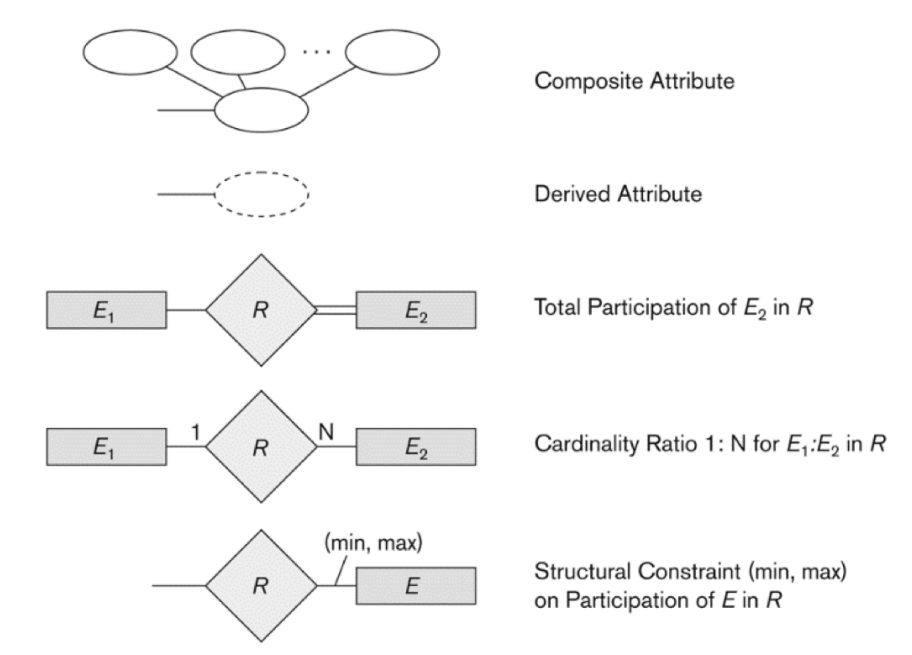 ...
Composite Attribute
Derived Attribute
E₁ R E₂ Total Participation of E₂ in R
E₁ 1 R N E₂ Cardinality Ratio 1: N for E₁:E₂ in R
(min, max)
R E Structural Constraint (min, max)
on Participation of E in R